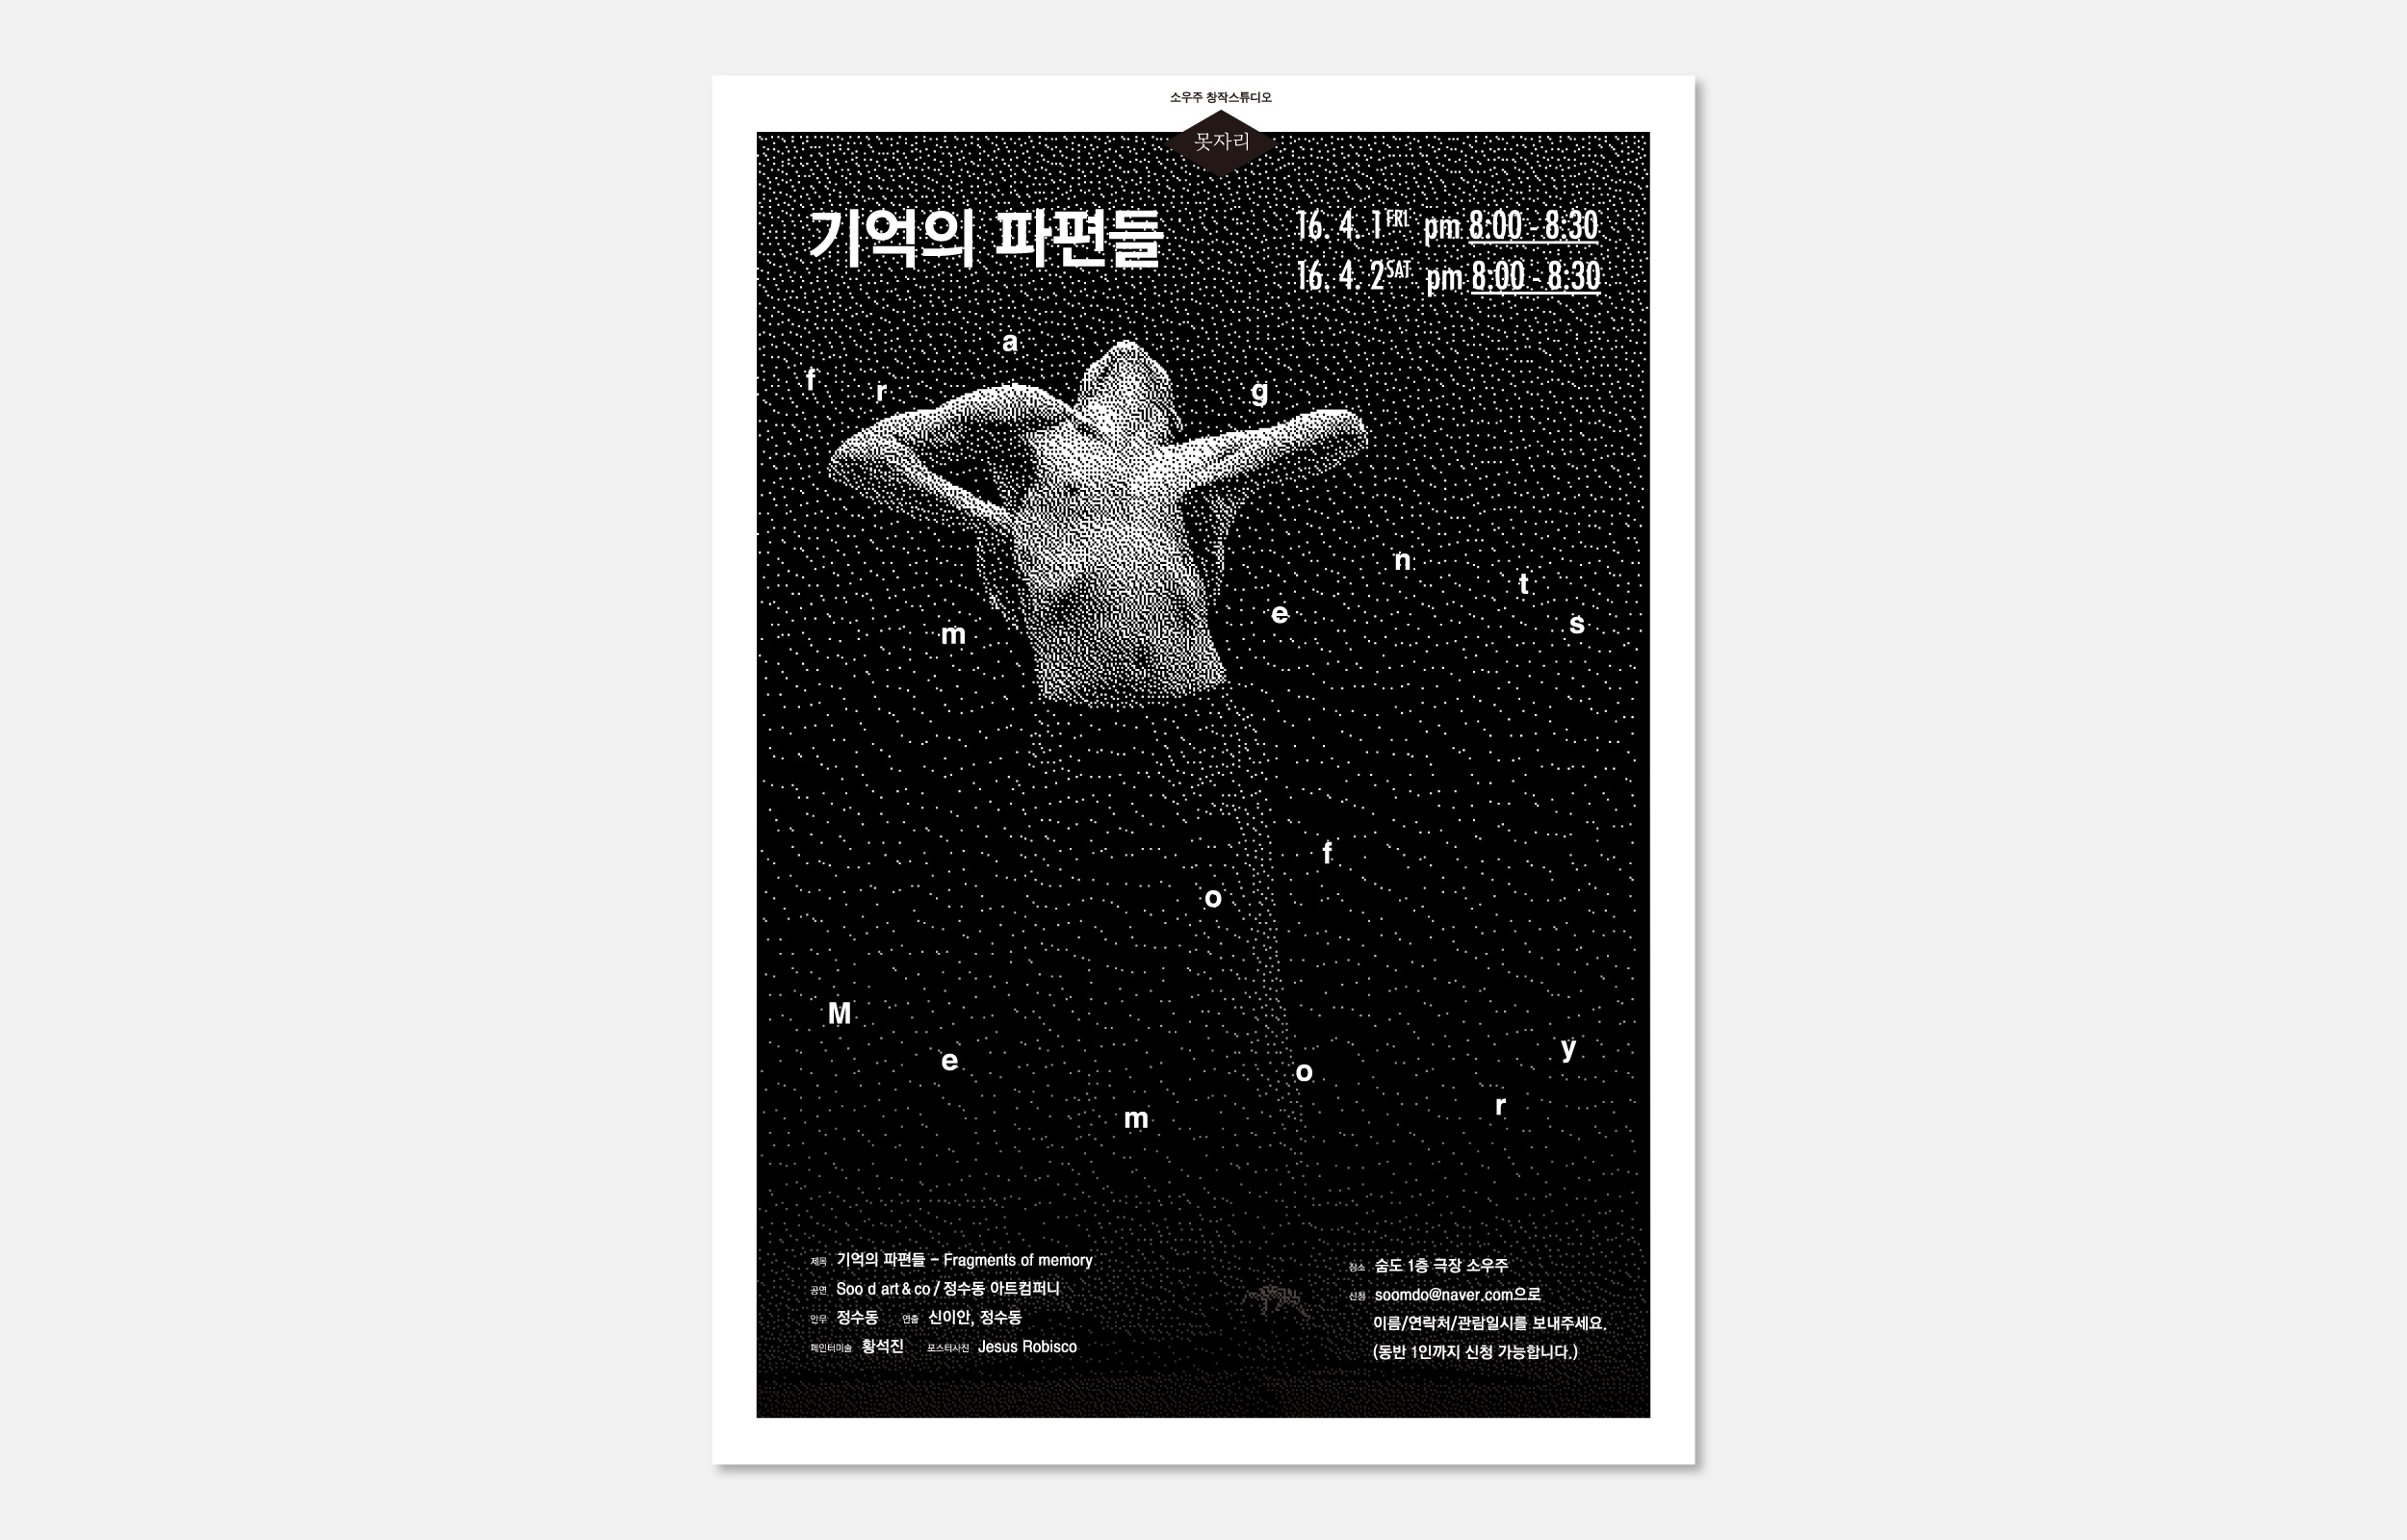 소우주 창작스튜디오
못자리
기억의 파편들
16. 4. 1 FRI pm 8:00 - 8:30
16. 4. 2 SAT pm 8:00 - 8:30
f r a g m e n t s
o f
M e m o r y
제목 기억의 파편들 – Fragments of memory
공연 Soo d art & co / 정수동 아트컴퍼니
안무 정수동 연출 신이안, 정수동
페인터미술 황석진 포스터사진 Jesus Robisco
장소 숨도 1층 극장 소우주
신청 soomdo@naver.com으로
이름/연락처/관람일시를 보내주세요.
(동반 1인까지 신청 가능합니다.)